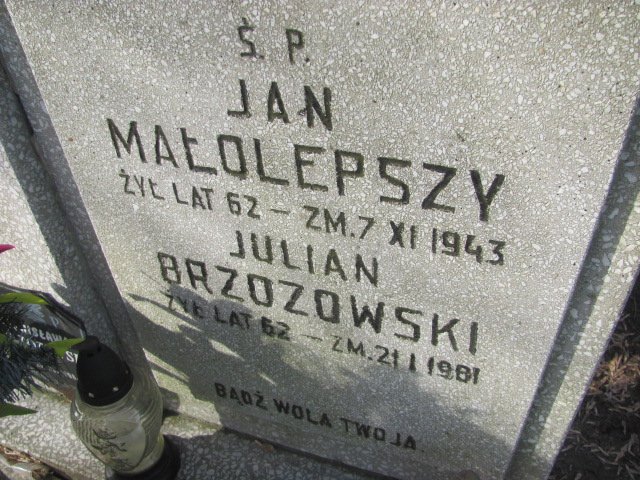 Ś. P.
JAN
MAŁOLEPSZY
ŻYŁ LAT 62 – ZM. 7 XI 1943
JULIAN
BRZOZOWSKI
ŻYŁ LAT 62 – ZM. 21 I 1981
BĄDŹ WOLA TWOJA